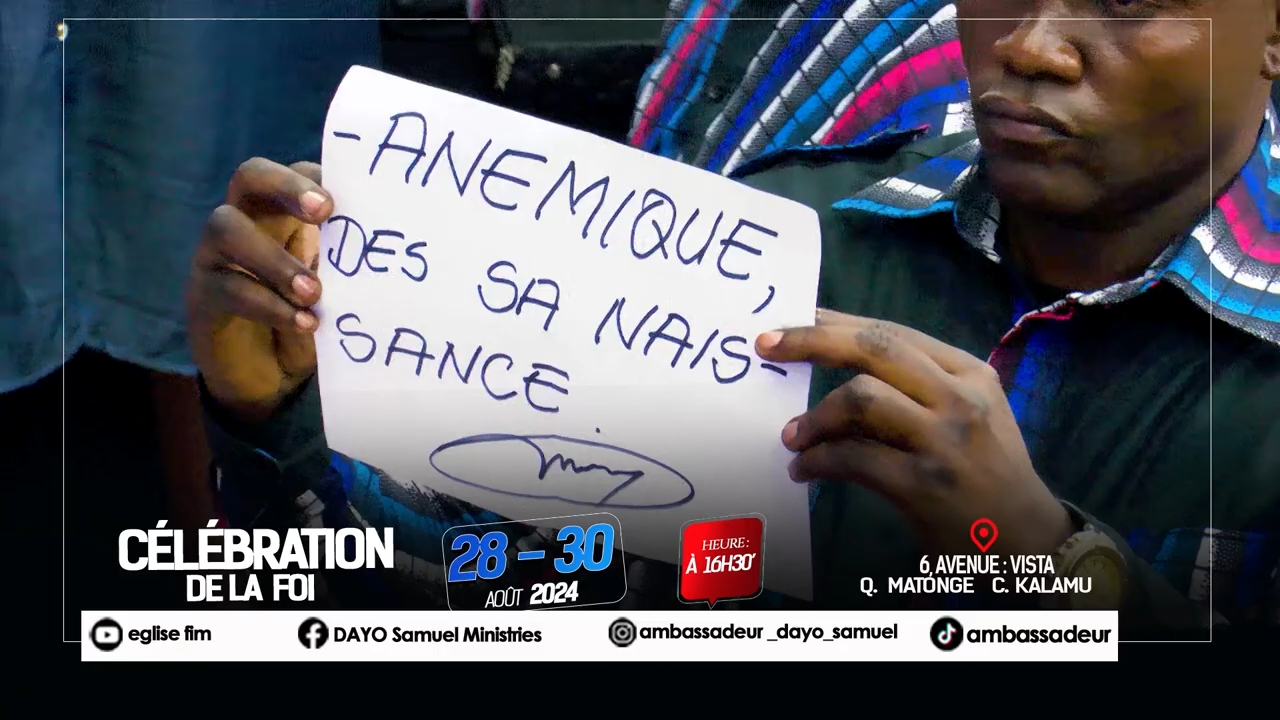 - ANEMIQUE,
DES SA NAIS-
SANCE
CÉLÉBRATION
DE LA FOI
28 – 30
AOÛT 2024
HEURE :
À 16H30'
6, AVENUE : VISTA
Q. MATONGE C. KALAMU
eglise fim
DAYO Samuel Ministries
ambassadeur _dayo_samuel
ambassadeur